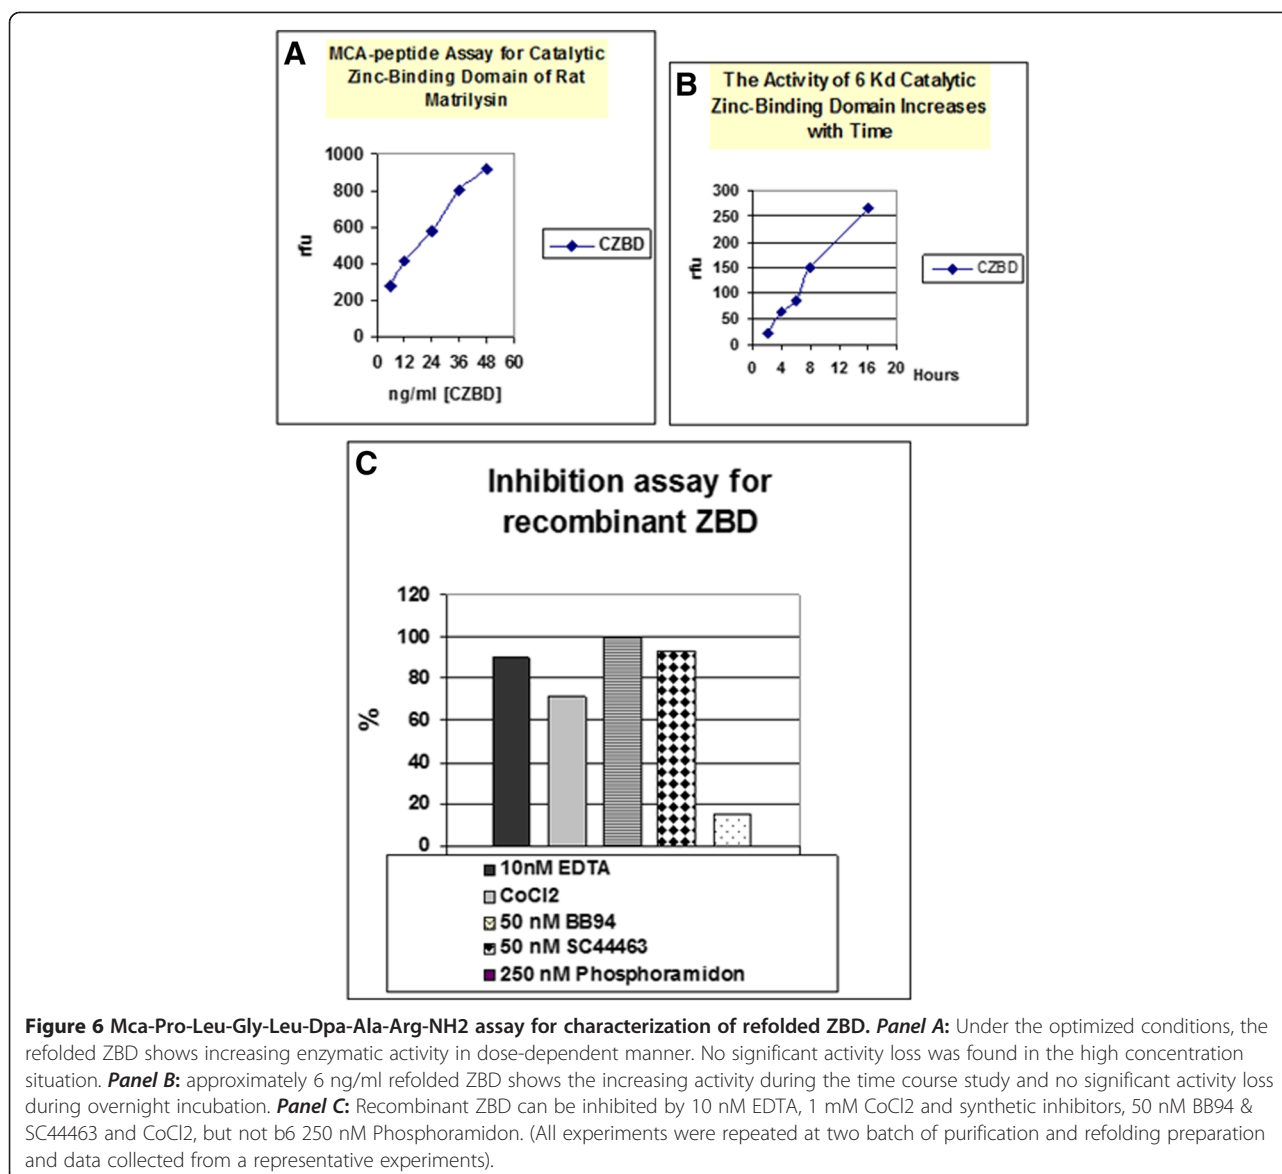 A
MCA-peptide Assay for Catalytic
Zinc-Binding Domain of Rat
Matrilysin
1000
800
600
400
200
0
rfu
0 12 24 36 48 60
ng/ml [CZBD]
CZBD
B
The Activity of 6 Kd Catalytic
Zinc-Binding Domain Increases
with Time
300
250
200
150
100
50
0
rfu
0 4 8 12 16 20
Hours
CZBD
C
Inhibition assay for
recombinant ZBD
120
100
80
60
40
20
0
%
10nM EDTA
CoCl2
50 nM BB94
50 nM SC44463
250 nM Phosphoramidon
Figure 6 Mca-Pro-Leu-Gly-Leu-Dpa-Ala-Arg-NH2 assay for characterization of refolded ZBD. Panel A: Under the optimized conditions, the
refolded ZBD shows increasing enzymatic activity in dose-dependent manner. No significant activity loss was found in the high concentration
situation. Panel B: approximately 6 ng/ml refolded ZBD shows the increasing activity during the time course study and no significant activity loss
during overnight incubation. Panel C: Recombinant ZBD can be inhibited by 10 nM EDTA, 1 mM CoCl2 and synthetic inhibitors, 50 nM BB94 &
SC44463 and CoCl2, but not b6 250 nM Phosphoramidon. (All experiments were repeated at two batch of purification and refolding preparation
and data collected from a representative experiments).